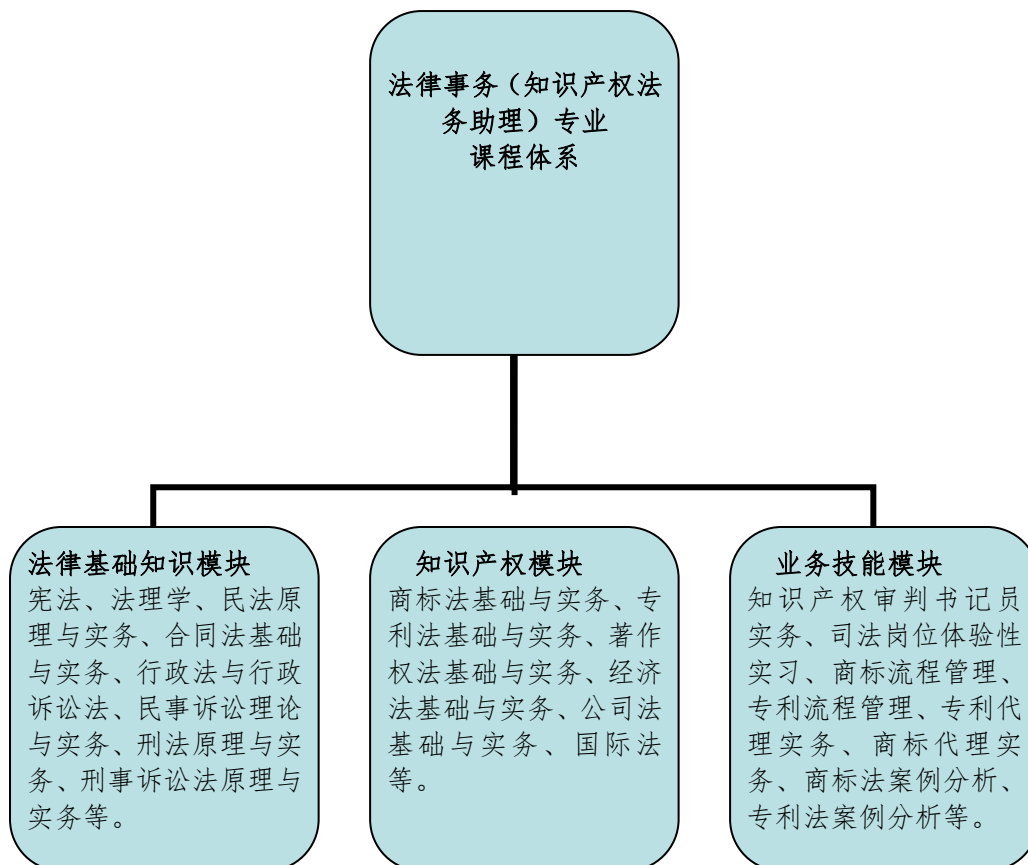 法律事务（知识产权法
务助理）专业
课程体系
法律基础知识模块
宪法、法理学、民法原
理与实务、合同法基础
与实务、行政法与行政
诉讼法、民事诉讼理论
与实务、刑法原理与实
务、刑事诉讼法原理与
实务等。
知识产权模块
商标法基础与实务、专
利法基础与实务、著作
权法基础与实务、经济
法基础与实务、公司法
基础与实务、国际法
等。
业务技能模块
知识产权审判书记员
实务、司法岗位体验性
实习、商标流程管理、
专利流程管理、专利代
理实务、商标代理实
务、商标法案例分析、
专利法案例分析等。